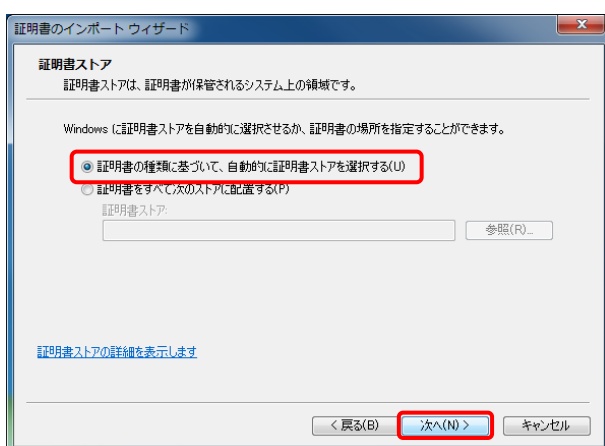 証明書のインポート ウィザード
証明書ストア
証明書ストアは、証明書が保管されるシステム上の領域です。
Windows に証明書ストアを自動的に選択させるか、証明書の場所を指定することができます。
証明書の種類に基づいて、自動的に証明書ストアを選択する(U)
証明書をすべて次のストアに配置する(P)
証明書ストア:
参照(R)...
証明書ストアの詳細を表示します
< 戻る(B) 次へ(N) > キャンセル